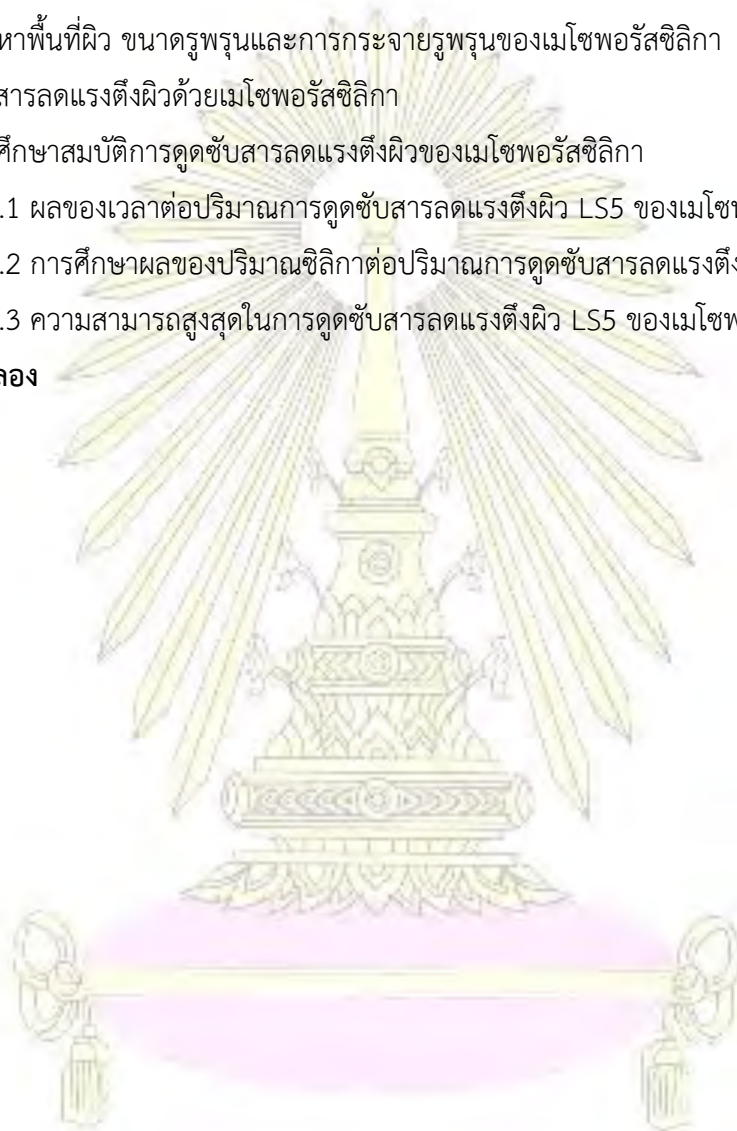 หาพื้นที่ผิว ขนาดรูพรุนและการกระจายรูพรุนของเมโซพอรัสซิลิกา
สารลดแรงตึงผิวด้วยเมโซพอรัสซิลิกา
ศึกษาสมบัติการดูดซับสารลดแรงตึงผิวของเมโซพอรัสซิลิกา
.1 ผลของเวลาต่อปริมาณการดูดซับสารลดแรงตึงผิว LS5 ของเมโซ
.2 การศึกษาผลของปริมาณซิลิกาต่อปริมาณการดูดซับสารลดแรงตึง
.3 ความสามารถสูงสุดในการดูดซับสารลดแรงตึงผิว LS5 ของเมโซพ
ลอง